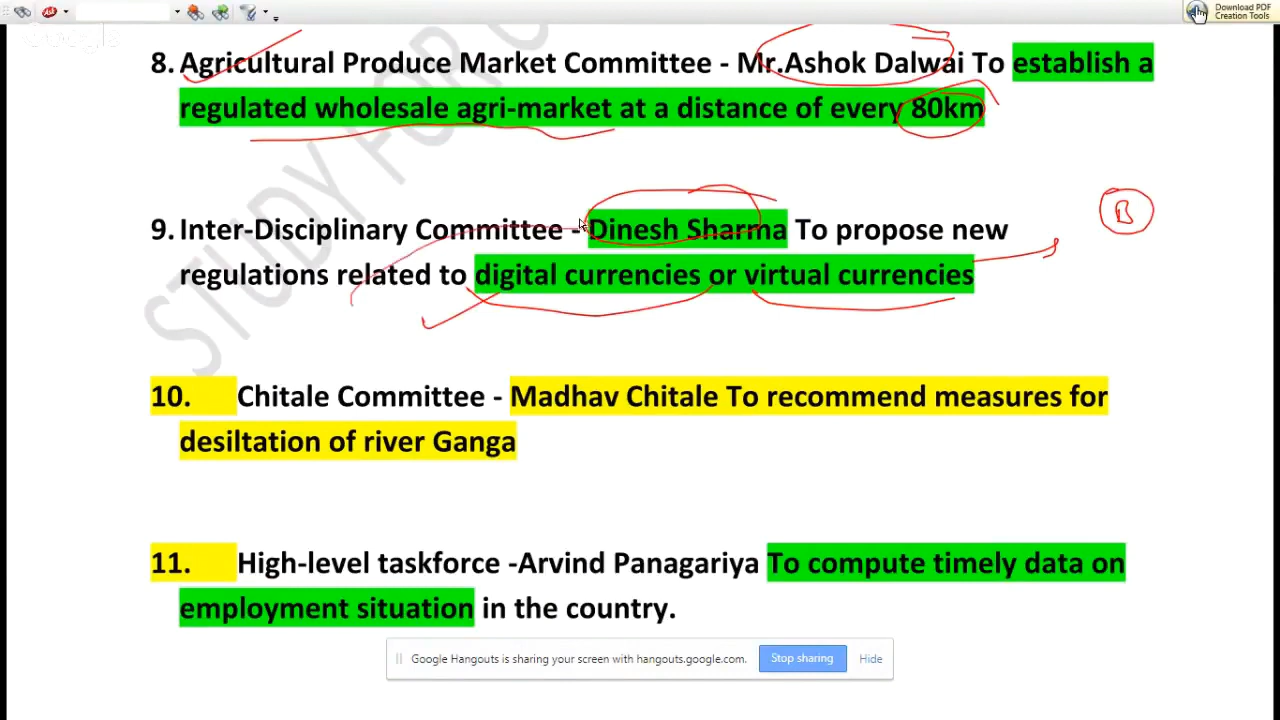 Download PDF
Creation Tools
Google
8. Agricultural Produce Market Committee - Mr.Ashok Dalwai To establish a
regulated wholesale agri-market at a distance of every 80km
9. Inter-Disciplinary Committee - Dinesh Sharma To propose new
regulations related to digital currencies or virtual currencies
B
10. Chitale Committee - Madhav Chitale To recommend measures for
desiltation of river Ganga
11. High-level taskforce -Arvind Panagariya To compute timely data on
employment situation in the country.
Google Hangouts is sharing your screen with hangouts.google.com. Stop sharing Hide
STUDY FOR